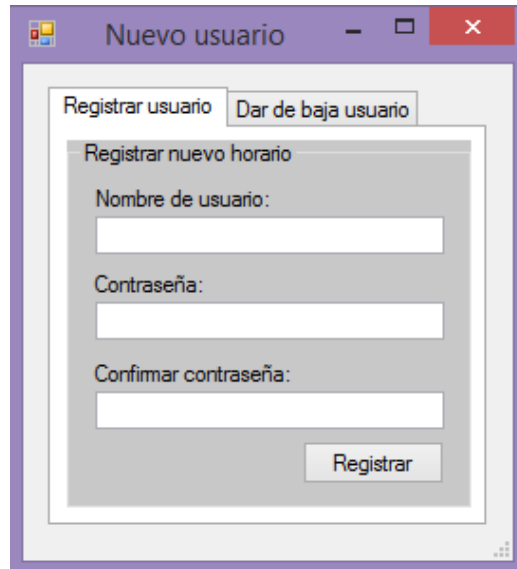 Nuevo usuario
Registrar usuario
Dar de baja usuario
Registrar nuevo horario
Nombre de usuario:
Contraseña:
Confirmar contraseña:
Registrar